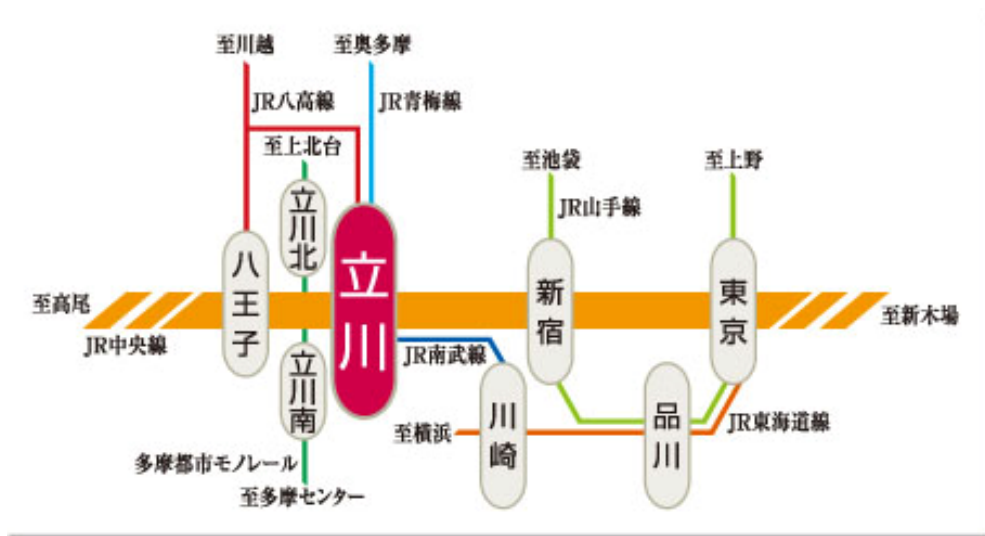 至川越
至奥多摩
JR八高線
JR青梅線
至上北台
至池袋
至上野
JR山手線
立川北
八王子
立川
新宿
東京
至高尾
至新木場
JR中央線
立川南
JR南武線
川崎
品川
至横浜
JR東海道線
多摩都市モノレール
至多摩センター